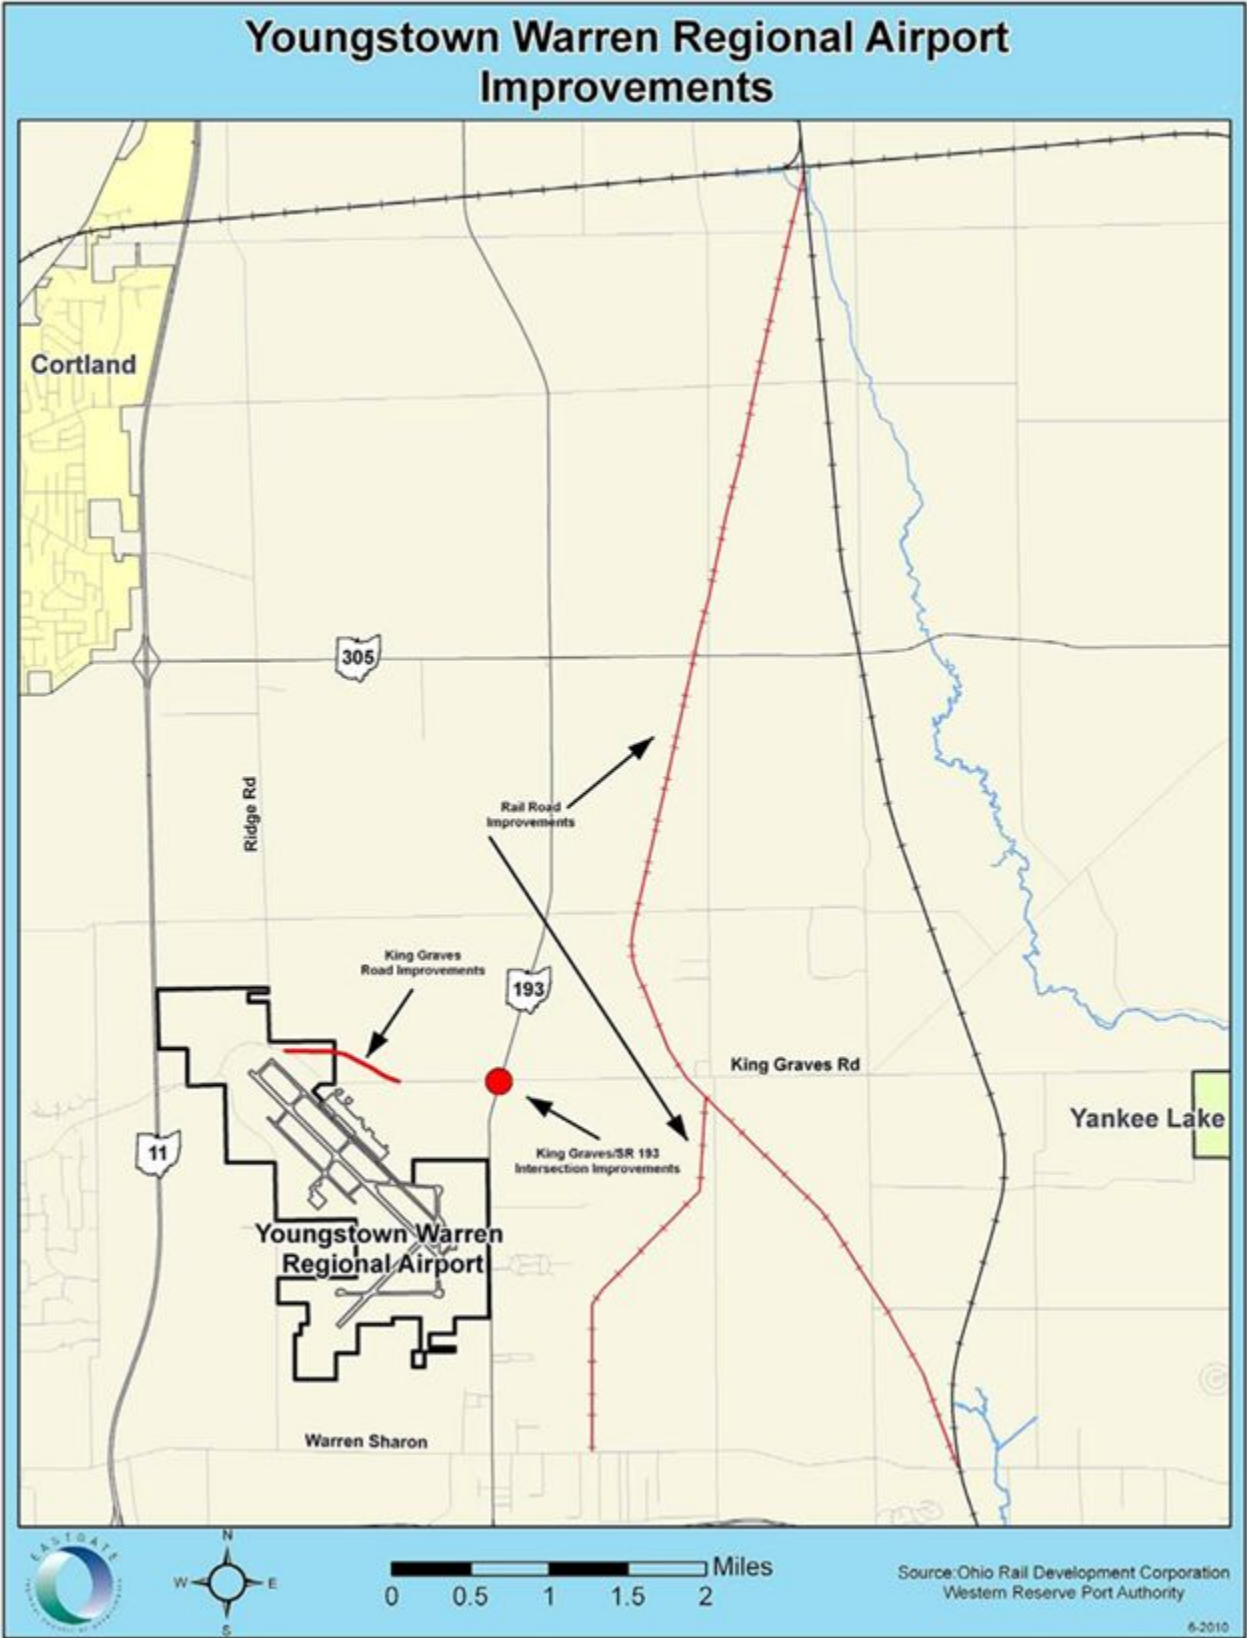 Youngstown Warren Regional Airport
Improvements
Cortland
305
Ridge Rd
Rail Road
Improvements
King Graves
Road Improvements
193
King Graves Rd
Yankee Lake
11
King Graves/SR 193
Intersection Improvements
Youngstown Warren
Regional Airport
Warren Sharon
EASTGATE
N
W
E
S
Miles
0 0.5 1 1.5 2
Source:Ohio Rail Development Corporation
Western Reserve Port Authority
6-2010